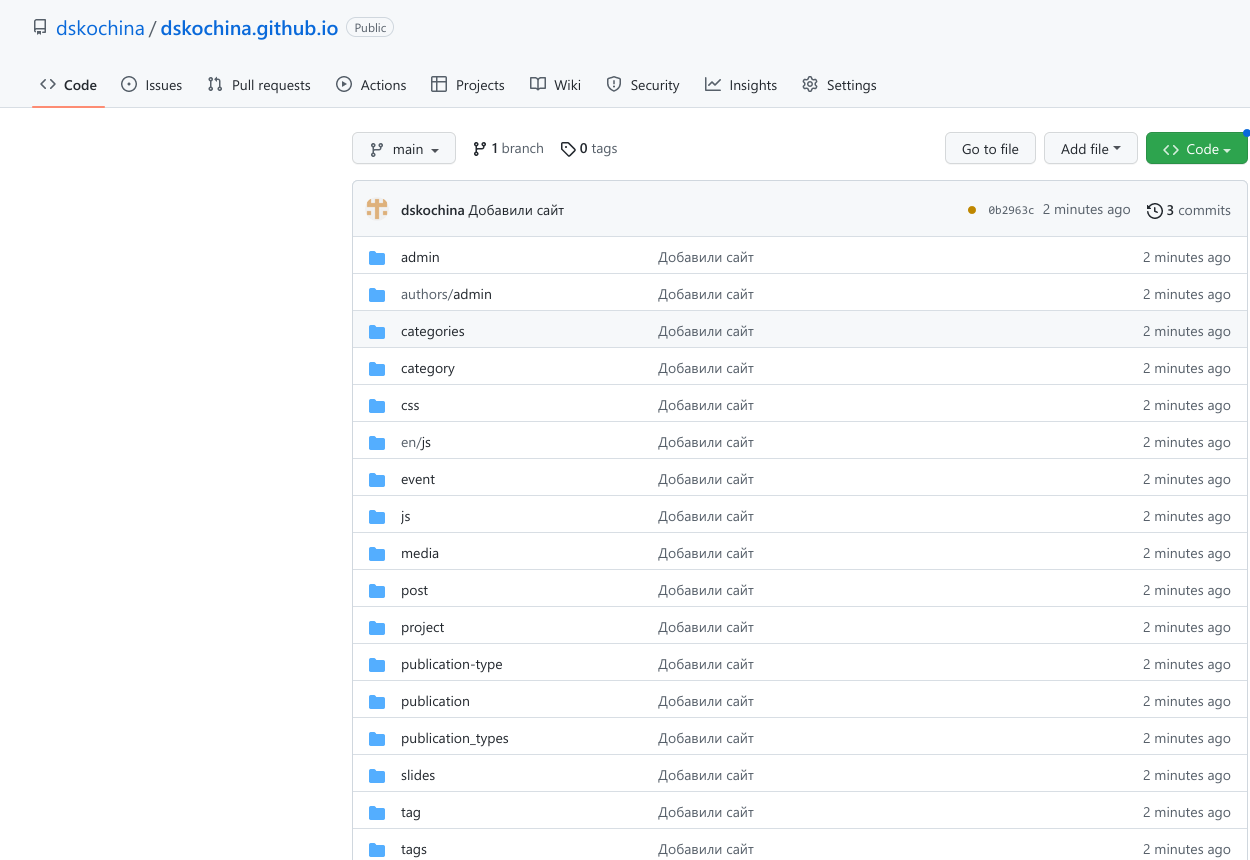 dskochina / dskochina.github.io Public
Code Issues Pull requests Actions Projects Wiki Security Insights Settings
main 1 branch 0 tags Go to file Add file Code
dskochina Добавили сайт 0b2963c 2 minutes ago 3 commits
admin Добавили сайт 2 minutes ago
authors/admin Добавили сайт 2 minutes ago
categories Добавили сайт 2 minutes ago
category Добавили сайт 2 minutes ago
css Добавили сайт 2 minutes ago
en/js Добавили сайт 2 minutes ago
event Добавили сайт 2 minutes ago
js Добавили сайт 2 minutes ago
media Добавили сайт 2 minutes ago
post Добавили сайт 2 minutes ago
project Добавили сайт 2 minutes ago
publication-type Добавили сайт 2 minutes ago
publication Добавили сайт 2 minutes ago
publication_types Добавили сайт 2 minutes ago
slides Добавили сайт 2 minutes ago
tag Добавили сайт 2 minutes ago
tags Добавили сайт 2 minutes ago